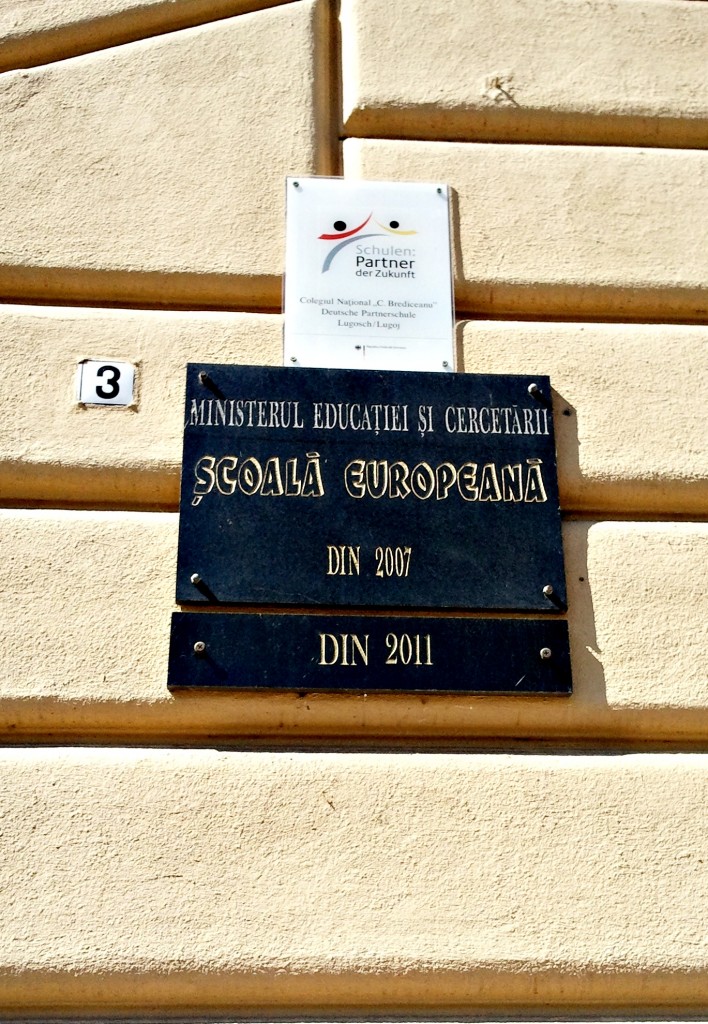 Schulen:
Partner
der Zukunft
Colegiul Național „C. Brediceanu”
Deutsche Partnerschule
Lugosch/Lugoj
3
MINISTERUL EDUCAȚIEI ȘI CERCETĂRII
ȘCOALĂ EUROPEANĂ
DIN 2007
DIN 2011